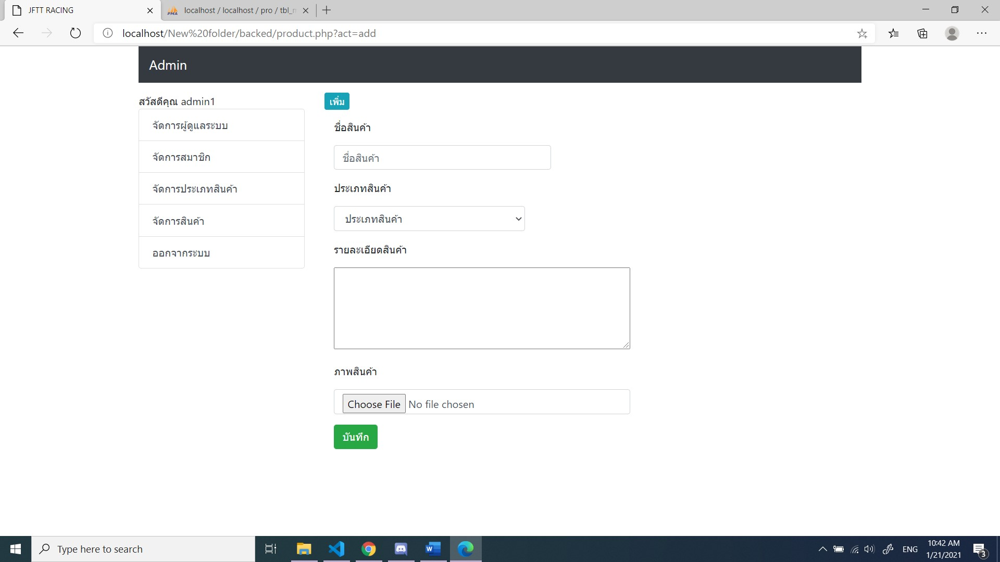 JFTT RACING
localhost / localhost / pro / tbl_m
localhost/New%20folder/backed/product.php?act=add
Admin
สวัสดีคุณ admin1
เพิ่ม
จัดการผู้ดูแลระบบ
จัดการสมาชิก
จัดการประเภทสินค้า
จัดการสินค้า
ออกจากระบบ
ชื่อสินค้า
ชื่อสินค้า
ประเภทสินค้า
ประเภทสินค้า
รายละเอียดสินค้า
ภาพสินค้า
Choose File No file chosen
บันทึก
Type here to search
ENG
10:42 AM
1/21/2021
3